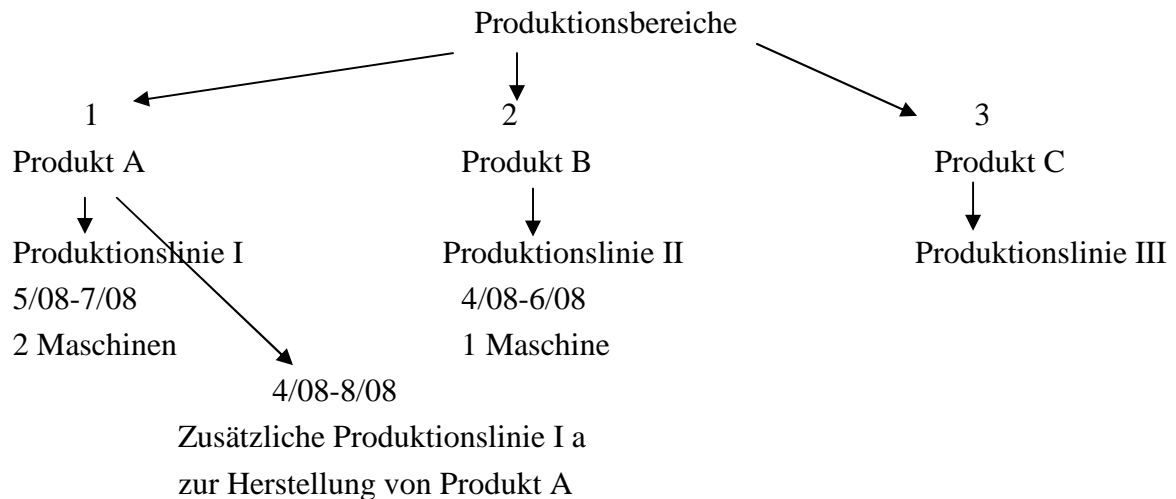 Produktionsbereiche
1 2 3
Produkt A Produkt B Produkt C
Produktionslinie I Produktionslinie II Produktionslinie III
5/08-7/08 4/08-6/08
2 Maschinen 1 Maschine
4/08-8/08
Zusätzliche Produktionslinie I a
zur Herstellung von Produkt A